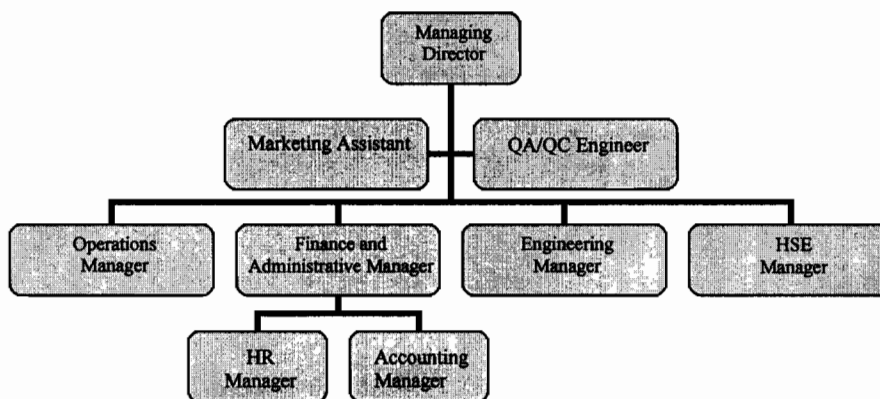 Managing
Director
Marketing Assistant
QA/QC Engineer
Operations
Manager
Finance and
Administrative Manager
Engineering
Manager
HSE
Manager
HR
Manager
Accounting
Manager